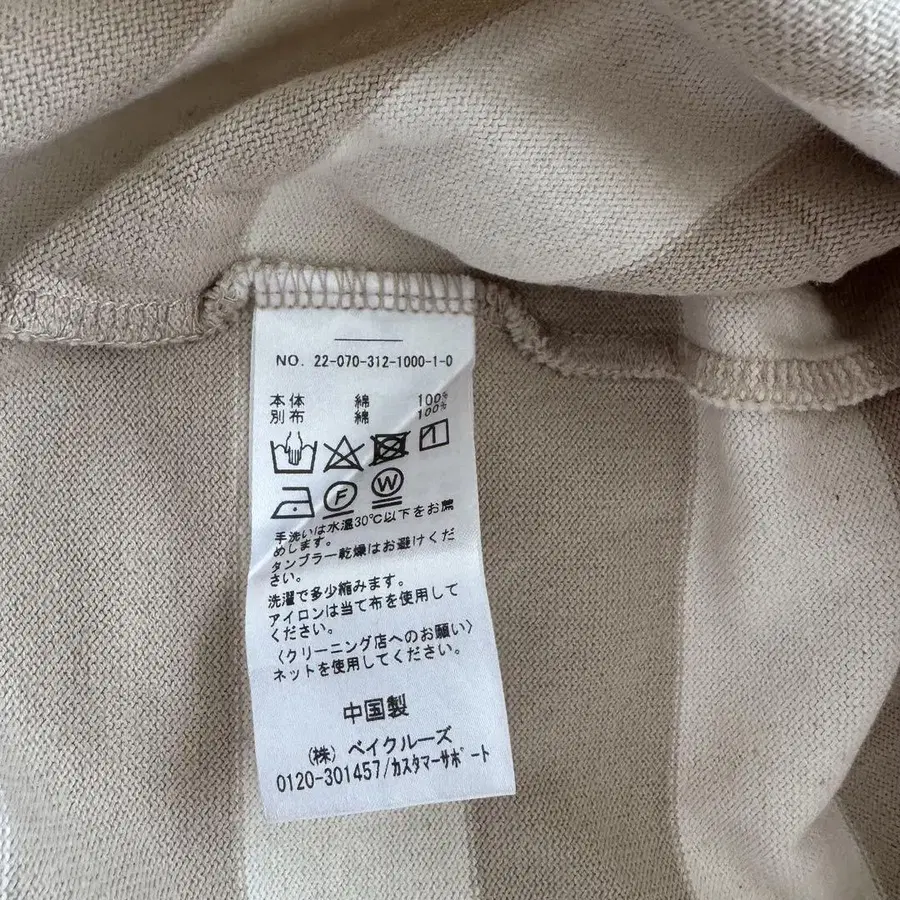 NO. 22-070-312-1000-1-0
本体 綿 100%
別布 綿 100%
F W
手洗いは水温30℃以下をお薦
めします。
タンブラー乾燥はお避けくだ
さい。
洗濯で多少縮みます。
アイロンは当て布を使用して
ください。
〈クリーニング店へのお願い〉
ネットを使用してください。
中国製
(株) ベイクルーズ
0120-301457/カスタマーサポート